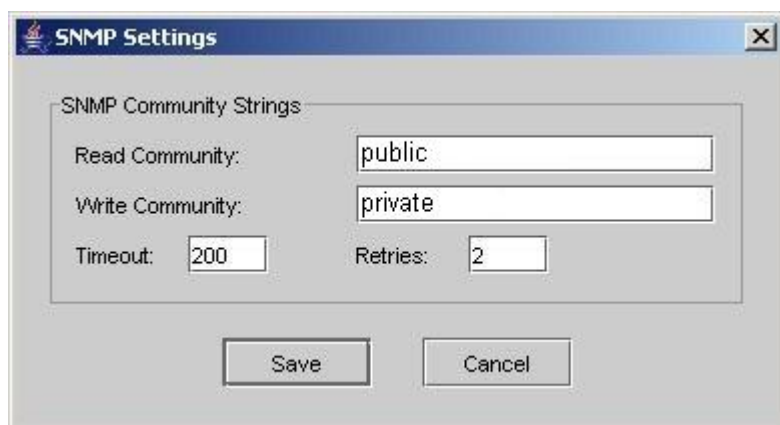 SNMP Settings
SNMP Community Strings
Read Community: public
Write Community: private
Timeout: 200 Retries: 2
Save Cancel